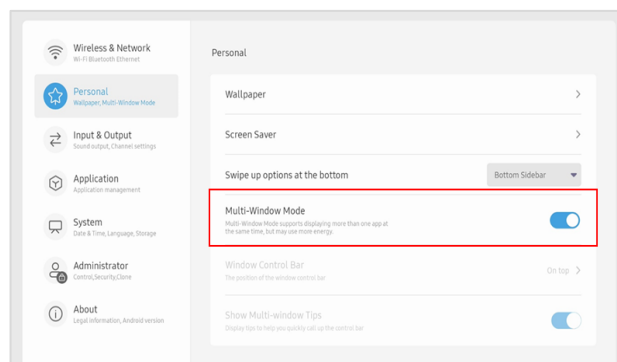 Wireless & Network
Wi-Fi Bluetooth Ethernet
Personal
Wallpaper, Multi-Window Mode
Input & Output
Sound output, Channel settings
Application
Application management
System
Date & Time, Language, Storage
Administrator
Control,Security,Clone
About
Legal information, Android version
Personal
Wallpaper
Screen Saver
Swipe up options at the bottom
Bottom Sidebar
Multi-Window Mode
Multi-Window Mode supports displaying more than one app at
the same time, but may use more energy.
Window Control Bar
The position of the window control bar
On top
Show Multi-window Tips
Display tips to help you quickly call up the control bar